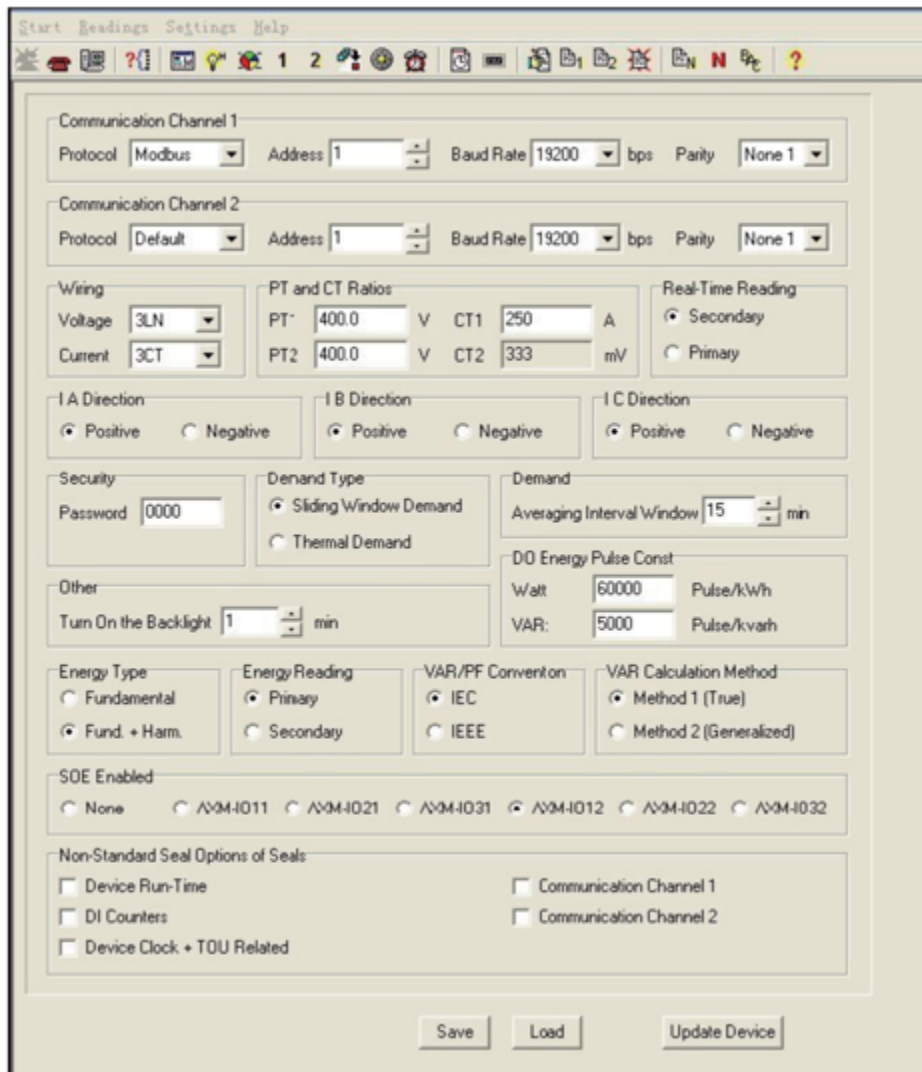 Start Readings Settings Help
?{} 1 2 1 2 N N BAC ?
Communication Channel 1
Protocol Modbus Address 1 Baud Rate 19200 bps Parity None 1
Communication Channel 2
Protocol Default Address 1 Baud Rate 19200 bps Parity None 1
Wiring PT and CT Ratios Real-Time Reading
Voltage 3LN PT- 400.0 V CT1 250 A Secondary
Current 3CT PT2 400.0 V CT2 333 mV Primary
I A Direction I B Direction I C Direction
Positive Negative Positive Negative Positive Negative
Security Demand Type Demand
Password 0000 Sliding Window Demand Averaging Interval Window 15 min
Thermal Demand
DO Energy Pulse Const
Other Watt 60000 Pulse/kWh
Turn On the Backlight 1 min VAR: 5000 Pulse/kvarh
Energy Type Energy Reading VAR/PF Conventon VAR Calculation Method
Fundamental Primary IEC Method 1 (True)
Fund. + Harm. Secondary IEEE Method 2 (Generalized)
SOE Enabled
None AXM-IO11 AXM-IO21 AXM-IO31 AXM-IO12 AXM-IO22 AXM-IO32
Non-Standard Seal Options of Seals
Device Run-Time Communication Channel 1
DI Counters Communication Channel 2
Device Clock + TOU Related
Save Load Update Device